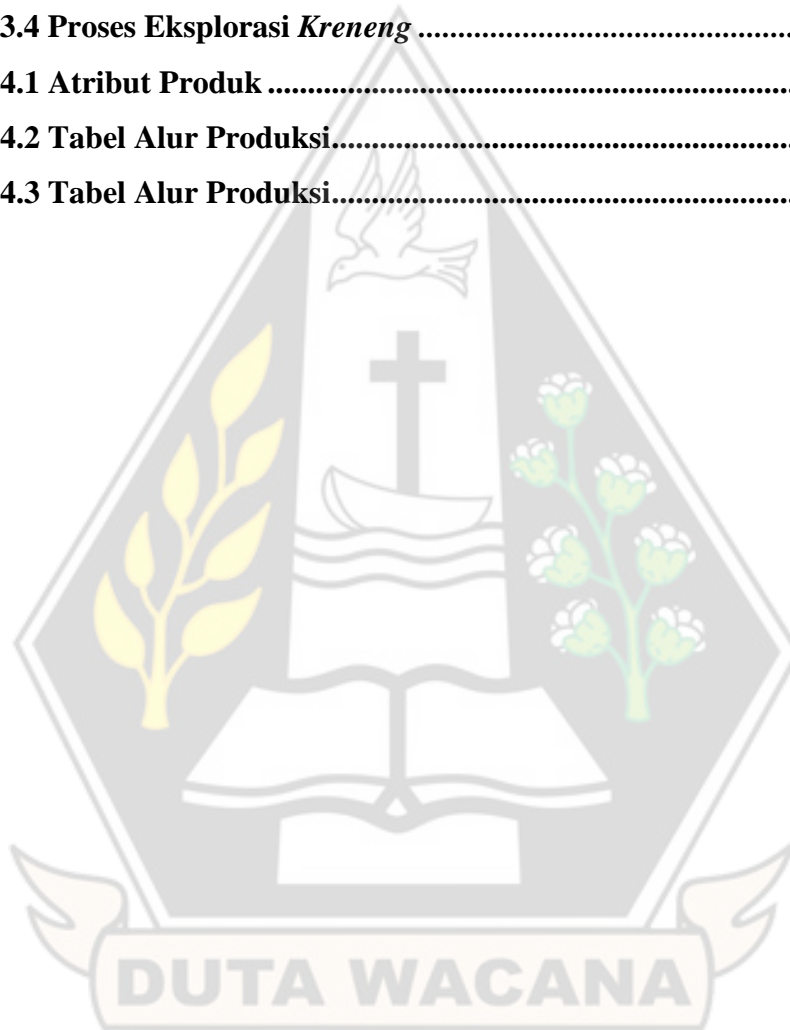 3.4 Proses Eksplorasi Kreneng ...............................................
4.1 Atribut Produk ..................................................................
4.2 Tabel Alur Produksi..........................................................
4.3 Tabel Alur Produksi..........................................................
DUTA WACANA